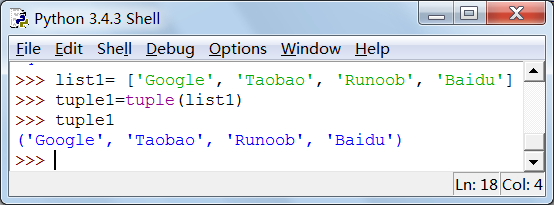 Python 3.4.3 Shell
File Edit Shell Debug Options Window Help
>>> list1= ['Google', 'Taobao', 'Runoob', 'Baidu']
>>> tuple1=tuple(list1)
>>> tuple1
('Google', 'Taobao', 'Runoob', 'Baidu')
>>>
Ln: 18 Col: 4